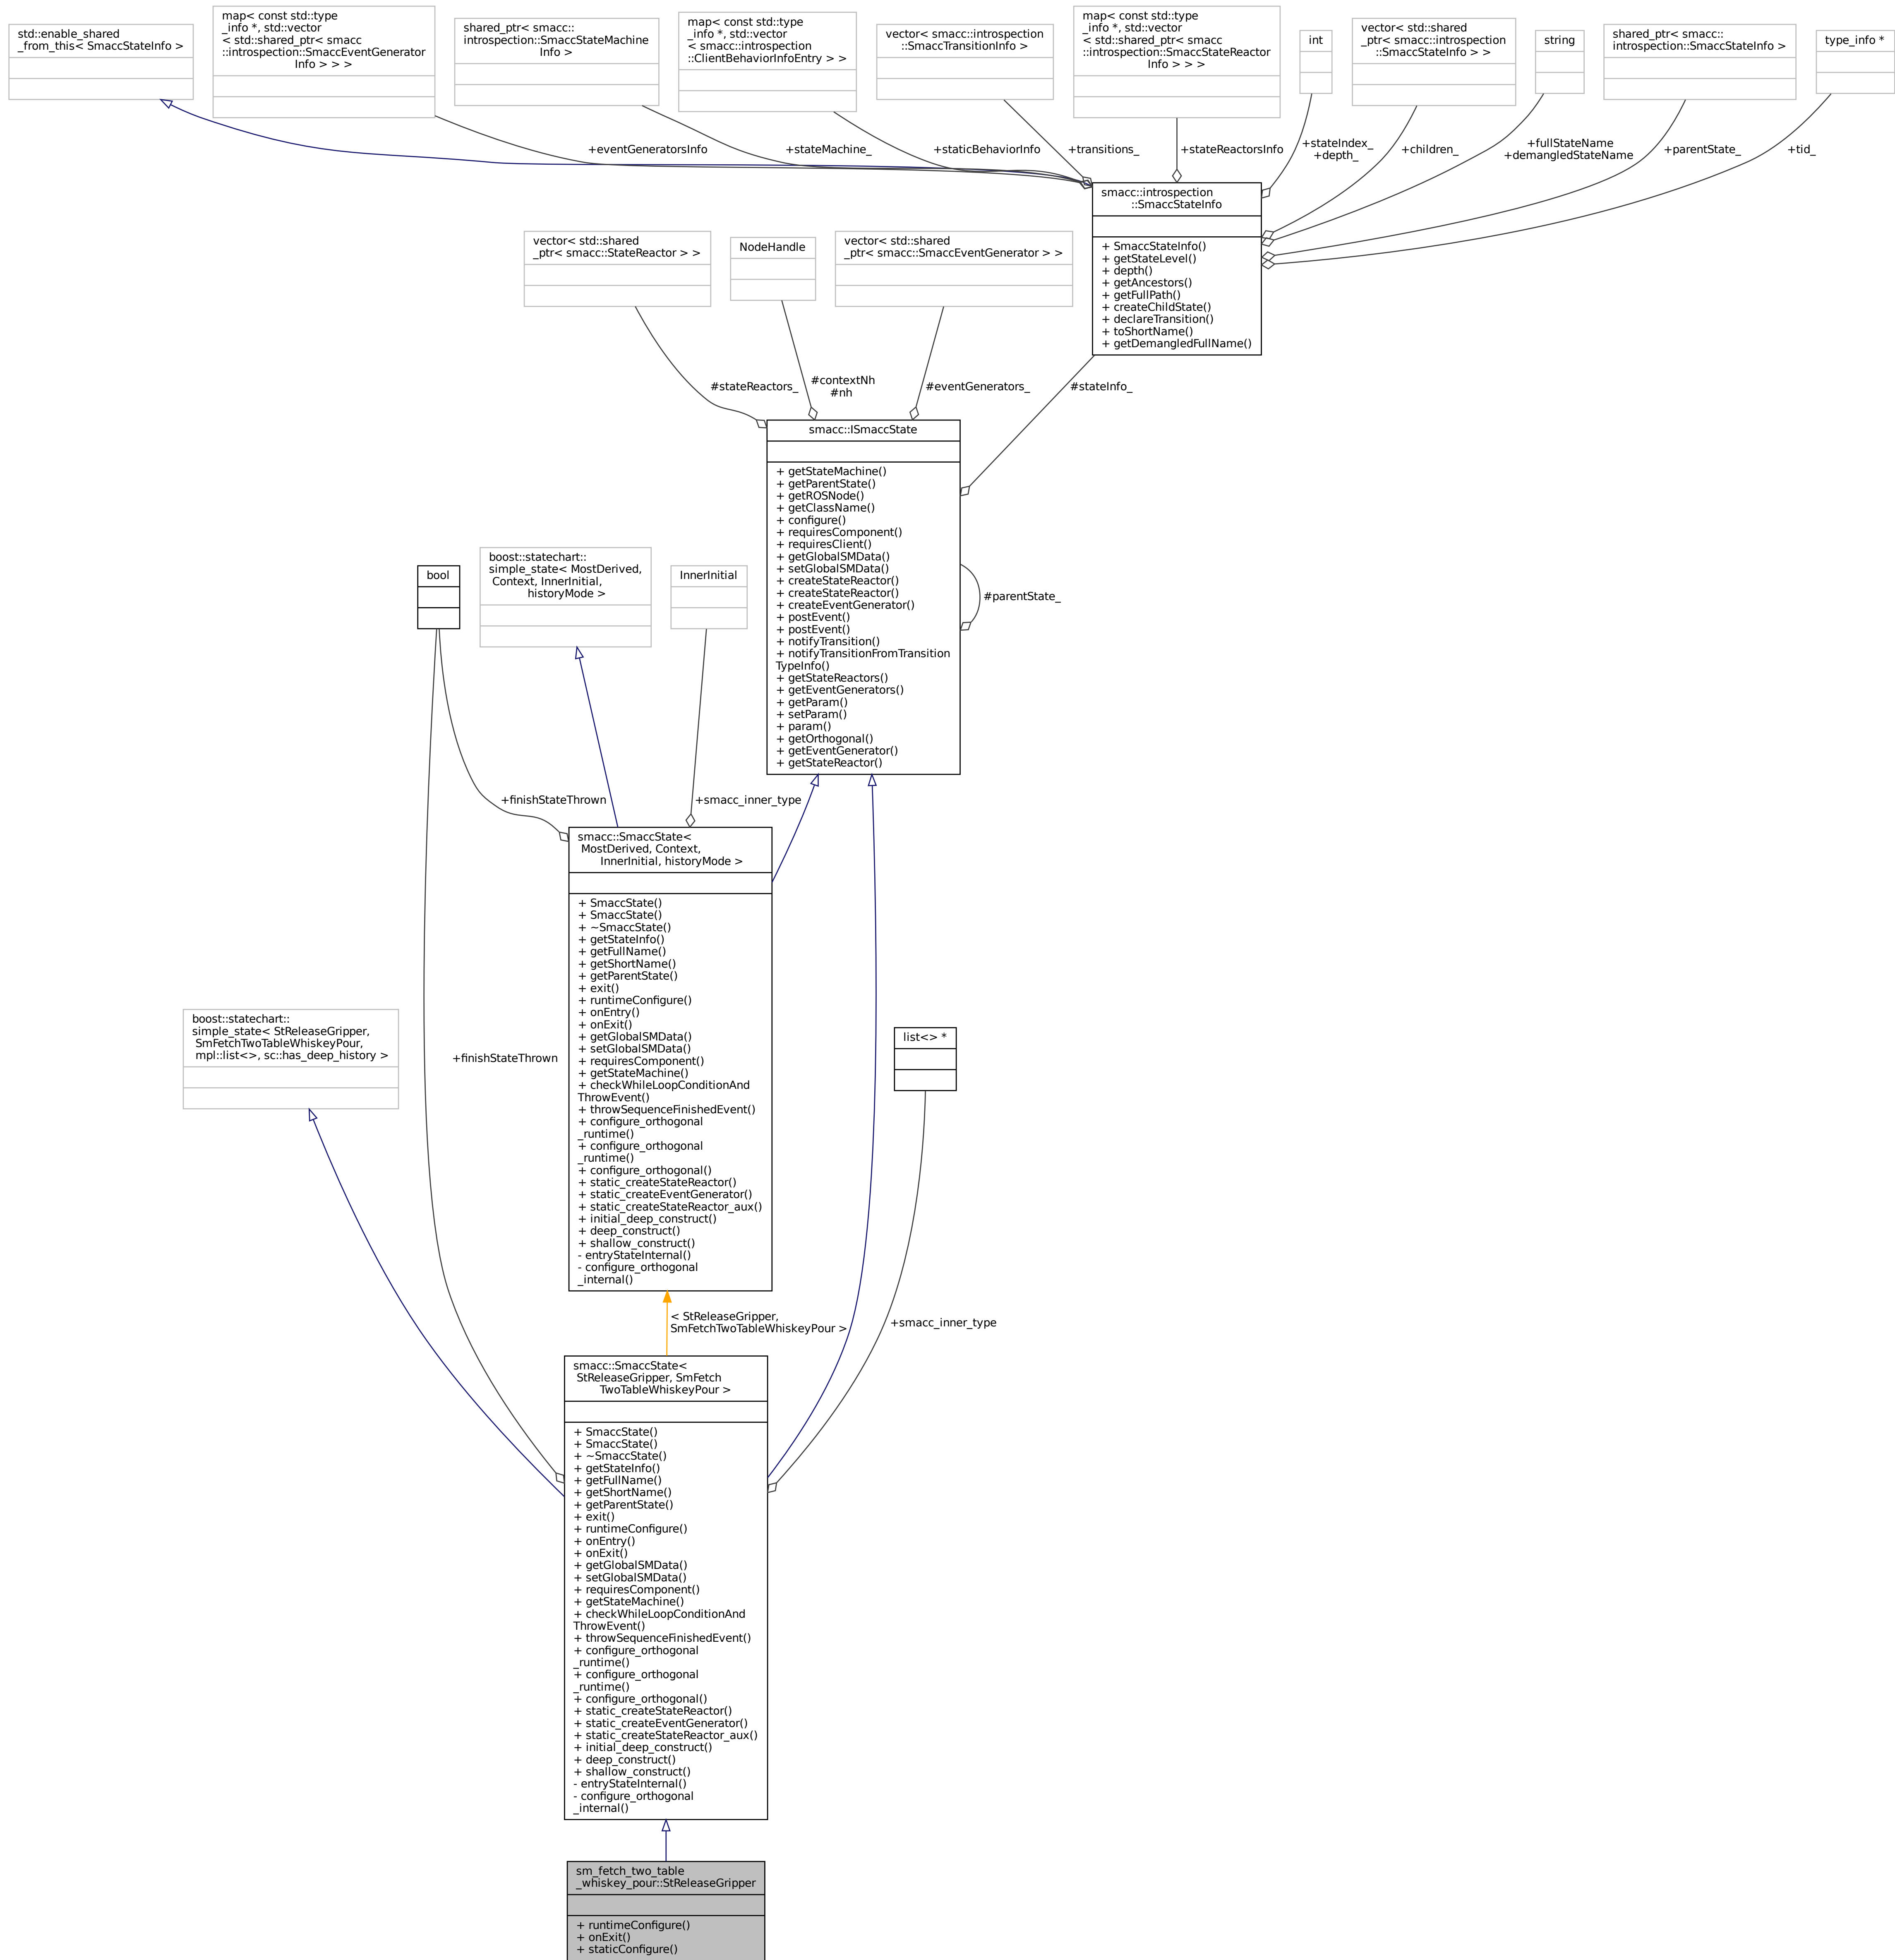 std::enable_shared
_from_this< SmaccStateInfo >
map< const std::type
_info *, std::vector
< std::shared_ptr< smacc
::introspection::SmaccEventGenerator
Info > > >
shared_ptr< smacc::
introspection::SmaccStateMachine
Info >
map< const std::type
_info *, std::vector
< smacc::introspection
::ClientBehaviorInfoEntry > >
vector< smacc::introspection
::SmaccTransitionInfo >
map< const std::type
_info *, std::vector
< std::shared_ptr< smacc
::introspection::SmaccStateReactor
Info > > >
int
vector< std::shared
_ptr< smacc::introspection
::SmaccStateInfo > >
string
shared_ptr< smacc::
introspection::SmaccStateInfo >
type_info *
+eventGeneratorsInfo
+stateMachine_
+staticBehaviorInfo
+transitions_
+stateReactorsInfo
+stateIndex_
+depth_
+children_
+fullStateName
+demangledStateName
+parentState_
+tid_
smacc::introspection
::SmaccStateInfo
+ SmaccStateInfo()
+ getStateLevel()
+ depth()
+ getAncestors()
+ getFullPath()
+ createChildState()
+ declareTransition()
+ toShortName()
+ getDemangledFullName()
vector< std::shared
_ptr< smacc::StateReactor > >
NodeHandle
vector< std::shared
_ptr< smacc::SmaccEventGenerator > >
#stateReactors_
#contextNh
#nh
#eventGenerators_
#stateInfo_
smacc::ISmaccState
+ getStateMachine()
+ getParentState()
+ getROSNode()
+ getClassName()
+ configure()
+ requiresComponent()
+ requiresClient()
+ getGlobalSMData()
+ setGlobalSMData()
+ createStateReactor()
+ createStateReactor()
+ createEventGenerator()
+ postEvent()
+ postEvent()
+ notifyTransition()
+ notifyTransitionFromTransition
TypeInfo()
+ getStateReactors()
+ getEventGenerators()
+ getParam()
+ setParam()
+ param()
+ getOrthogonal()
+ getEventGenerator()
+ getStateReactor()
#parentState_
bool
boost::statechart::
simple_state< MostDerived,
Context, InnerInitial,
historyMode >
InnerInitial
+finishStateThrown
+smacc_inner_type
smacc::SmaccState<
MostDerived, Context,
InnerInitial, historyMode >
+ SmaccState()
+ SmaccState()
+ ~SmaccState()
+ getStateInfo()
+ getFullName()
+ getShortName()
+ getParentState()
+ exit()
+ runtimeConfigure()
+ onEntry()
+ onExit()
+ getGlobalSMData()
+ setGlobalSMData()
+ requiresComponent()
+ getStateMachine()
+ checkWhileLoopConditionAnd
ThrowEvent()
+ throwSequenceFinishedEvent()
+ configure_orthogonal
_runtime()
+ configure_orthogonal
_runtime()
+ configure_orthogonal()
+ static_createStateReactor()
+ static_createEventGenerator()
+ static_createStateReactor_aux()
+ initial_deep_construct()
+ deep_construct()
+ shallow_construct()
- entryStateInternal()
- configure_orthogonal
_internal()
boost::statechart::
simple_state< StReleaseGripper,
SmFetchTwoTableWhiskeyPour,
mpl::list<>, sc::has_deep_history >
+finishStateThrown
list<> *
< StReleaseGripper,
SmFetchTwoTableWhiskeyPour >
+smacc_inner_type
smacc::SmaccState<
StReleaseGripper, SmFetch
TwoTableWhiskeyPour >
+ SmaccState()
+ SmaccState()
+ ~SmaccState()
+ getStateInfo()
+ getFullName()
+ getShortName()
+ getParentState()
+ exit()
+ runtimeConfigure()
+ onEntry()
+ onExit()
+ getGlobalSMData()
+ setGlobalSMData()
+ requiresComponent()
+ getStateMachine()
+ checkWhileLoopConditionAnd
ThrowEvent()
+ throwSequenceFinishedEvent()
+ configure_orthogonal
_runtime()
+ configure_orthogonal
_runtime()
+ configure_orthogonal()
+ static_createStateReactor()
+ static_createEventGenerator()
+ static_createStateReactor_aux()
+ initial_deep_construct()
+ deep_construct()
+ shallow_construct()
- entryStateInternal()
- configure_orthogonal
_internal()
sm_fetch_two_table
_whiskey_pour::StReleaseGripper
+ runtimeConfigure()
+ onExit()
+ staticConfigure()